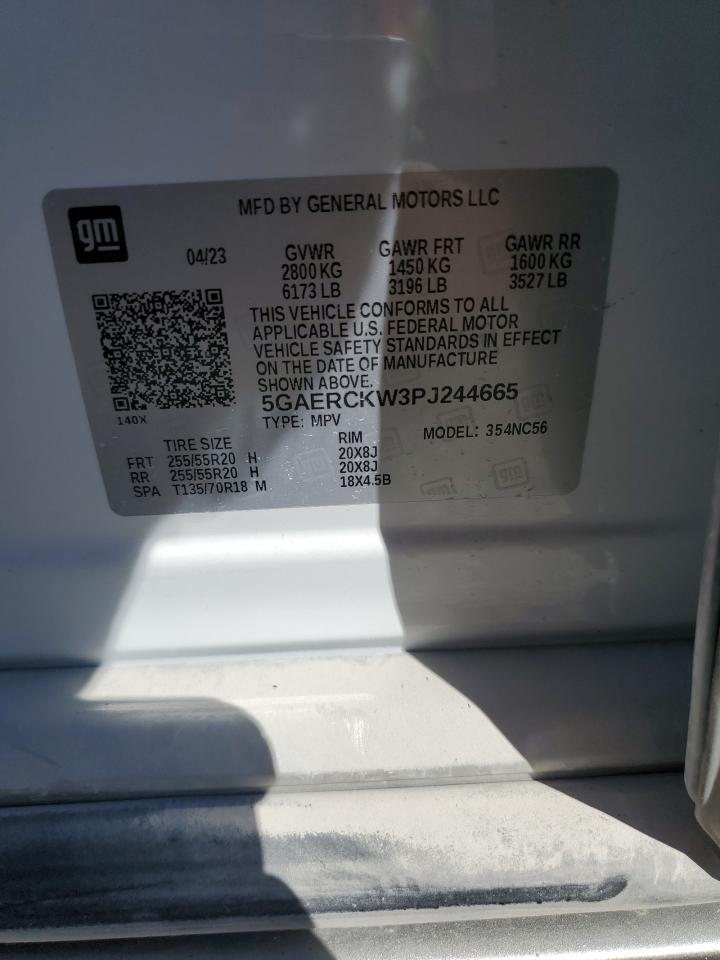 gm
MFD BY GENERAL MOTORS LLC
04/23 GVWR GAWR FRT GAWR RR
2800 KG 1450 KG 1600 KG
6173 LB 3196 LB 3527 LB
THIS VEHICLE CONFORMS TO ALL
APPLICABLE U.S. FEDERAL MOTOR
VEHICLE SAFETY STANDARDS IN EFFECT
ON THE DATE OF MANUFACTURE
SHOWN ABOVE.
5GAERCKW3PJ244665
140X
TYPE: MPV MODEL: 354NC56
TIRE SIZE RIM
FRT 255/55R20 H 20X8J
RR 255/55R20 H 20X8J
SPA T135/70R18 M 18X4.5B